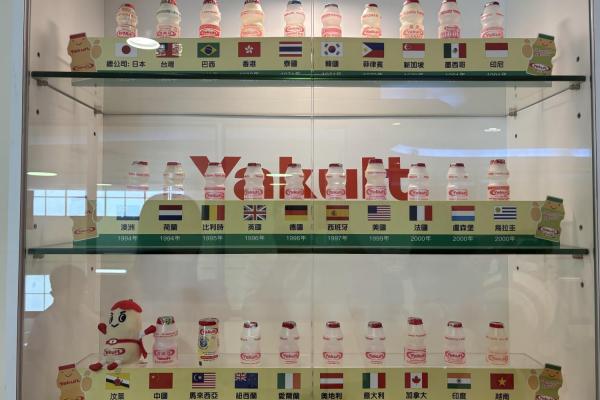 總公司:日本 台灣 巴西 香港 泰國 韓國 菲律賓 新加坡 墨西哥 印尼
Yakult
澳洲 荷蘭 比利時 英國 德國 西班牙 美國 法國 盧森堡 烏拉圭
1994年 1994年 1995年 1996年 1996年 1997年 1999年 2000年 2000年 2000年
汶萊 中國 馬來西亞 紐西蘭 愛爾蘭 奧地利 義大利 加拿大 印度 越南